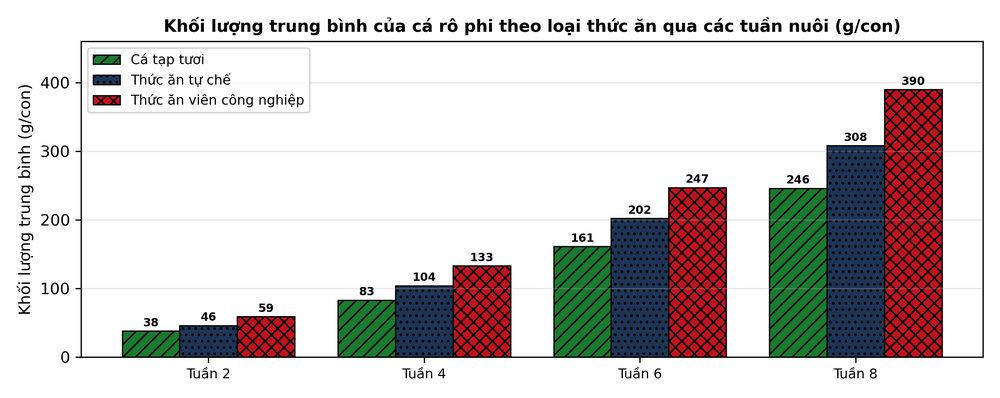 Khối lượng trung bình của cá rô phi theo loại thức ăn qua các tuần nuôi (g/con)
Khối lượng trung bình (g/con)
400
300
200
100
0
Cá tạp tươi
Thức ăn tự chế
Thức ăn viên công nghiệp
38 46 59
83 104 133
161 202 247
246 308 390
Tuần 2 Tuần 4 Tuần 6 Tuần 8